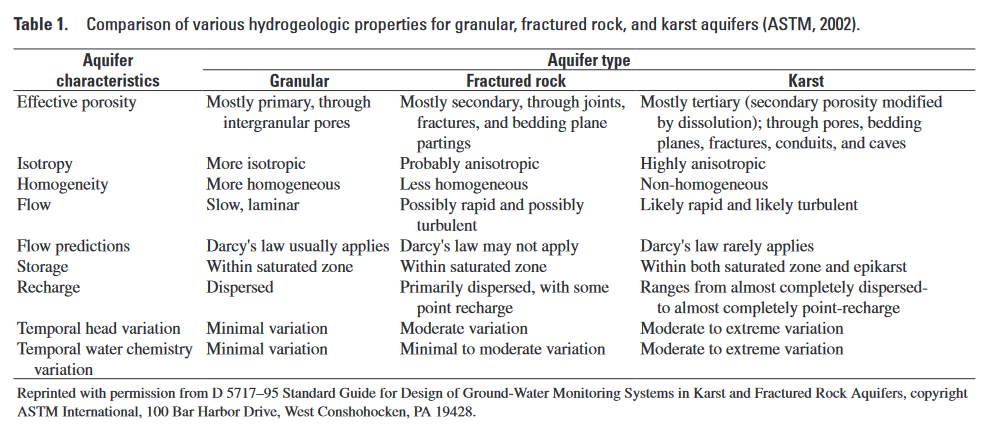 Table 1. Comparison of various hydrogeologic properties for granular, fractured rock, and karst aquifers (ASTM, 2002).
Aquifer characteristics
Aquifer type
Granular Fractured rock Karst
Effective porosity Mostly primary, through intergranular pores Mostly secondary, through joints, fractures, and bedding plane partings Mostly tertiary (secondary porosity modified by dissolution); through pores, bedding planes, fractures, conduits, and caves
Isotropy More isotropic Probably anisotropic Highly anisotropic
Homogeneity More homogeneous Less homogeneous Non-homogeneous
Flow Slow, laminar Possibly rapid and possibly turbulent Likely rapid and likely turbulent
Flow predictions Darcy's law usually applies Darcy's law may not apply Darcy's law rarely applies
Storage Within saturated zone Within saturated zone Within both saturated zone and epikarst
Recharge Dispersed Primarily dispersed, with some point recharge Ranges from almost completely dispersed- to almost completely point-recharge
Temporal head variation Minimal variation Moderate variation Moderate to extreme variation
Temporal water chemistry variation Minimal variation Minimal to moderate variation Moderate to extreme variation
Reprinted with permission from D 5717–95 Standard Guide for Design of Ground-Water Monitoring Systems in Karst and Fractured Rock Aquifers, copyright
ASTM International, 100 Bar Harbor Drive, West Conshohocken, PA 19428.